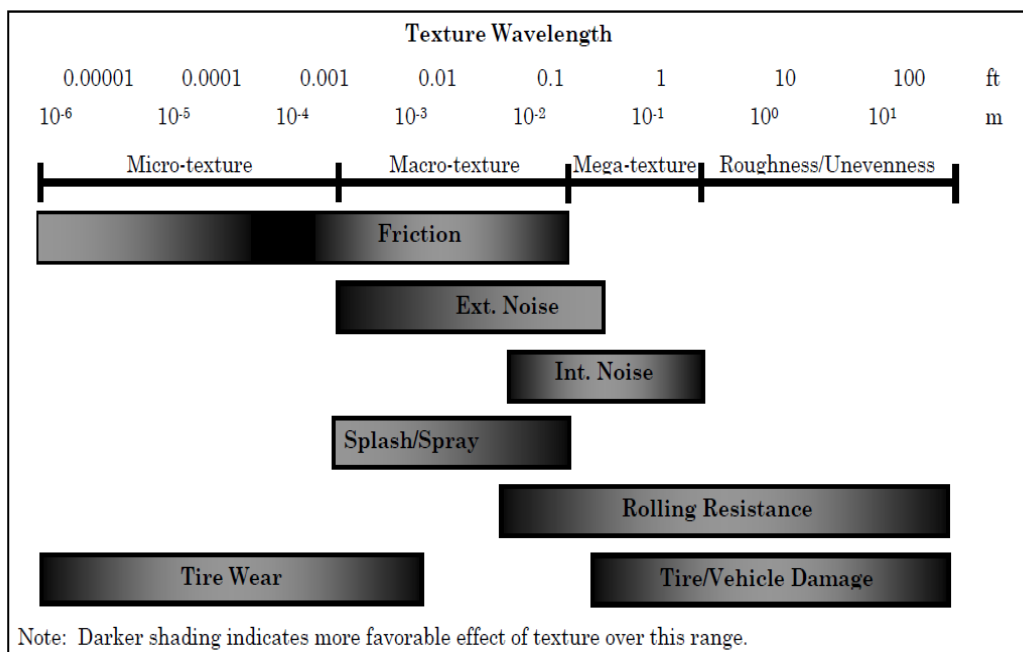 Texture Wavelength
0.00001 0.0001 0.001 0.01 0.1 1 10 100 ft
10⁻⁶ 10⁻⁵ 10⁻⁴ 10⁻³ 10⁻² 10⁻¹ 10⁰ 10¹ m
Micro-texture Macro-texture Mega-texture Roughness/Unevenness
Friction
Ext. Noise
Int. Noise
Splash/Spray
Rolling Resistance
Tire Wear Tire/Vehicle Damage
Note: Darker shading indicates more favorable effect of texture over this range.